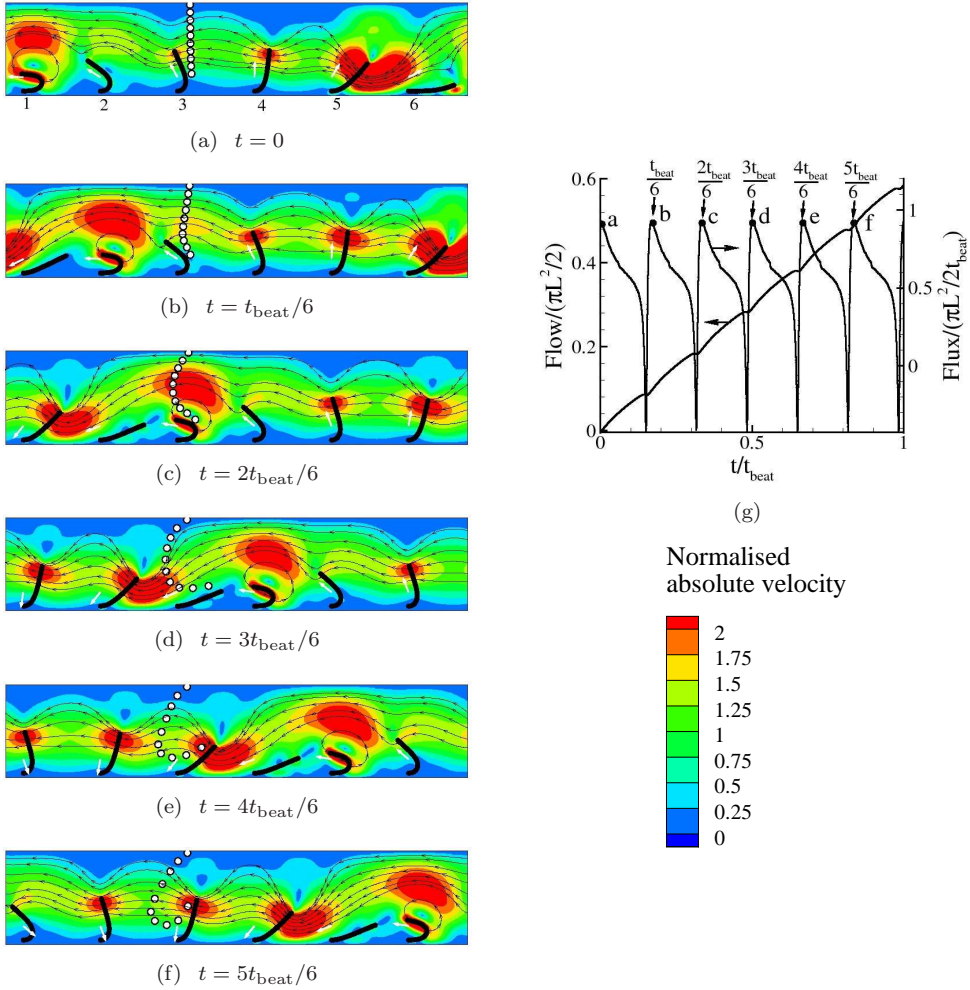 1 2 3 4 5 6
(a) t = 0
(b) t = t_beat/6
(c) t = 2t_beat/6
(d) t = 3t_beat/6
(e) t = 4t_beat/6
(f) t = 5t_beat/6
t_beat/6 2t_beat/6 3t_beat/6 4t_beat/6 5t_beat/6
a b c d e f
Flow/(πL²/2)
0.6
0.4
0.2
0
0 0.5 1
t/t_beat
1
0.5
0
Flux/(πL²/2t_beat)
(g)
Normalised
absolute velocity
2
1.75
1.5
1.25
1
0.75
0.5
0.25
0